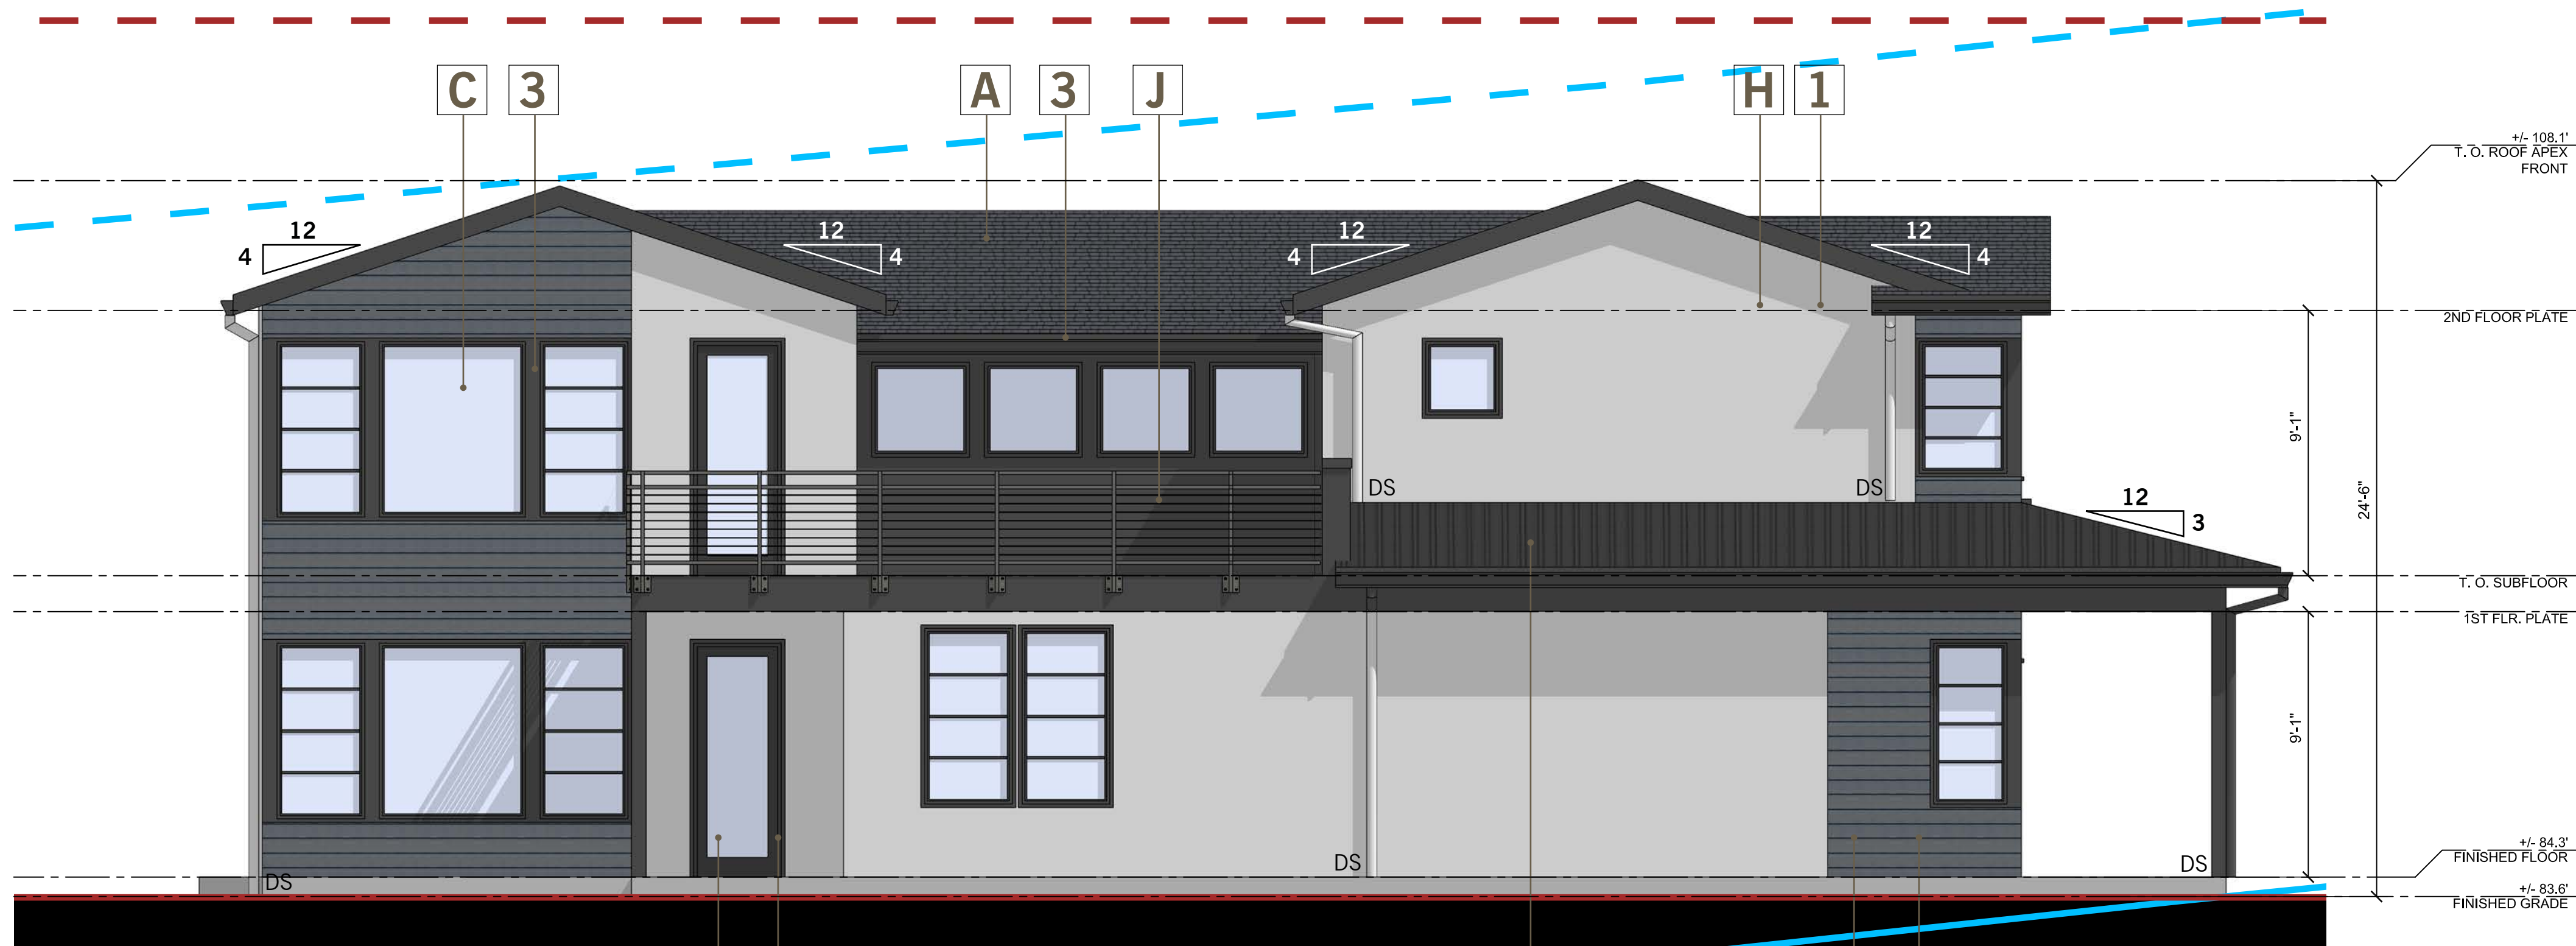 C 3 A 3 J H 1
+/- 108.1'
T. O. ROOF APEX
FRONT
12 12 12 12
4 4 4 4
2ND FLOOR PLATE
9'-1"
24'-6"
DS DS
12
3
T. O. SUBFLOOR
1ST FLR. PLATE
9'-1"
+/- 84.3'
FINISHED FLOOR
DS DS DS
+/- 83.6'
FINISHED GRADE